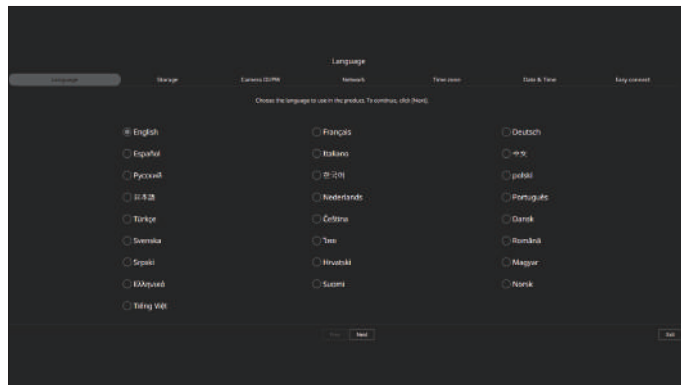 Language
Language Storage Camera ID/PW Network Time zone Date & Time Easy connect
Choose the language to use in the product. To continue, click [Next].
English Français Deutsch
Español Italiano 中文
Русский 한국어 polski
日本語 Nederlands Português
Türkçe Čeština Dansk
Svenska ไทย Română
Srpski Hrvatski Magyar
Ελληνικά Suomi Norsk
Tiếng Việt
Prev Next Exit